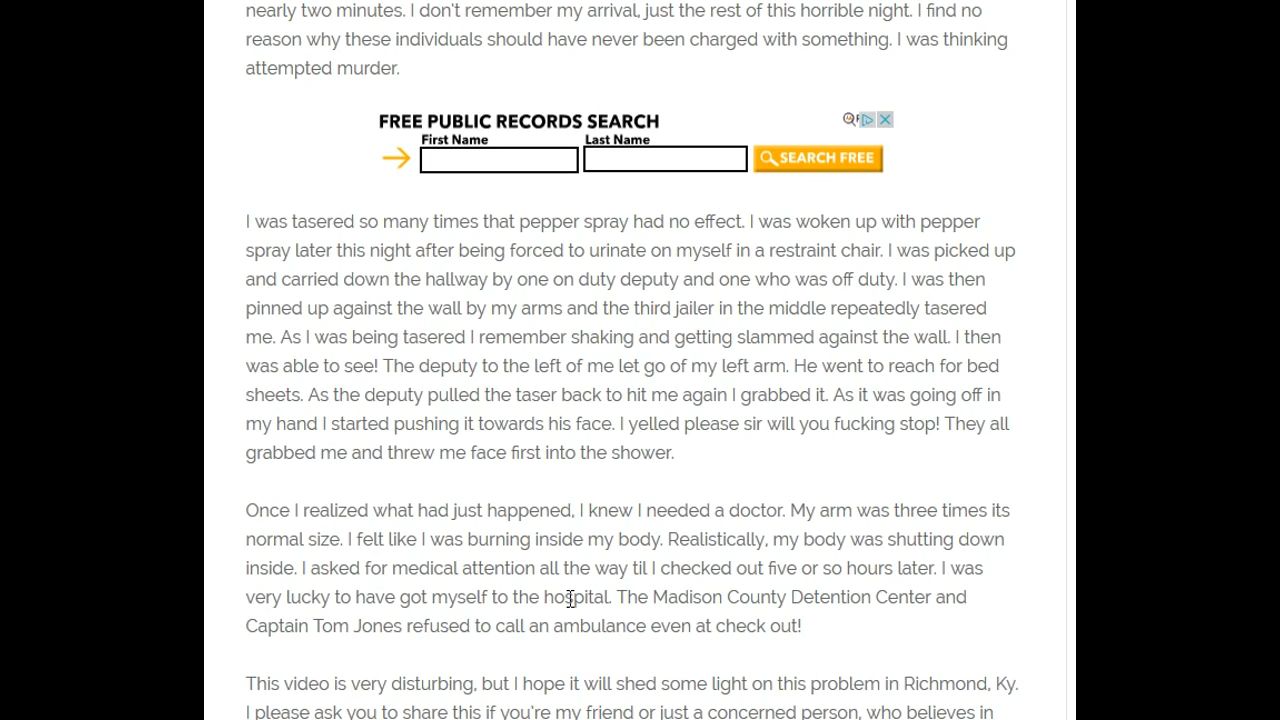 nearly two minutes. I don't remember my arrival, just the rest of this horrible night. I find no
reason why these individuals should have never been charged with something. I was thinking
attempted murder.
FREE PUBLIC RECORDS SEARCH
First Name
Last Name
SEARCH FREE
I was tasered so many times that pepper spray had no effect. I was woken up with pepper
spray later this night after being forced to urinate on myself in a restraint chair. I was picked up
and carried down the hallway by one on duty deputy and one who was off duty. I was then
pinned up against the wall by my arms and the third jailer in the middle repeatedly tasered
me. As I was being tasered I remember shaking and getting slammed against the wall. I then
was able to see! The deputy to the left of me let go of my left arm. He went to reach for bed
sheets. As the deputy pulled the taser back to hit me again I grabbed it. As it was going off in
my hand I started pushing it towards his face. I yelled please sir will you fucking stop! They all
grabbed me and threw me face first into the shower.
Once I realized what had just happened, I knew I needed a doctor. My arm was three times its
normal size. I felt like I was burning inside my body. Realistically, my body was shutting down
inside. I asked for medical attention all the way til I checked out five or so hours later. I was
very lucky to have got myself to the hospital. The Madison County Detention Center and
Captain Tom Jones refused to call an ambulance even at check out!
This video is very disturbing, but I hope it will shed some light on this problem in Richmond, Ky.
I please ask you to share this if you're my friend or just a concerned person, who believes in